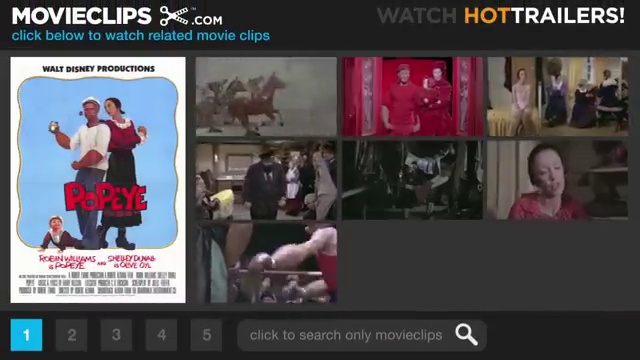 MOVIECLIPS .COM
WATCH HOTTRAILERS!
click below to watch related movie clips
WALT DISNEY PRODUCTIONS
POPEYE
ROBIN WILLIAMS IS POPEYE AND SHELLEY DUVALL IS OLIVE OYL
1 2 3 4 5 click to search only movieclips